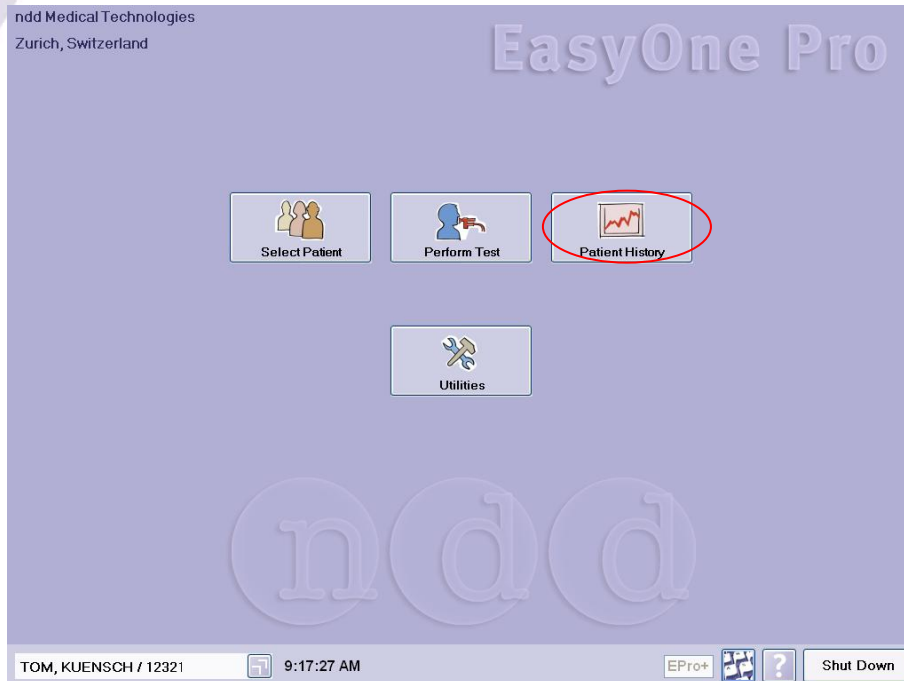 ndd Medical Technologies
Zurich, Switzerland
EasyOne Pro
Select Patient
Perform Test
Patient History
Utilities
ndd
TOM, KUENSCH / 12321
9:17:27 AM
EPro+
?
Shut Down